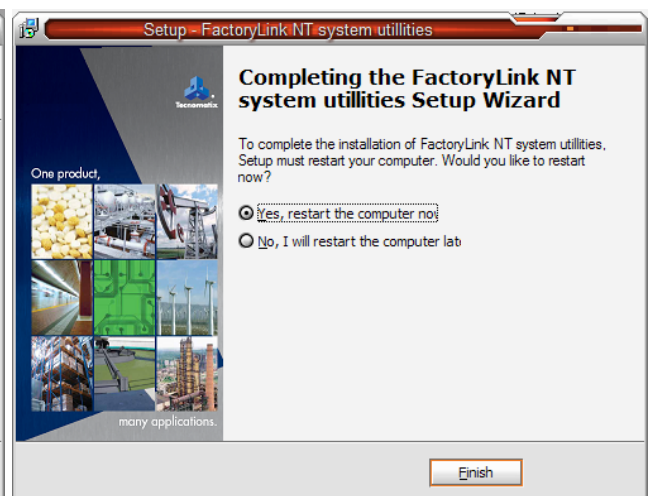 Setup - FactoryLink NT system utillities
Completing the FactoryLink NT
system utillities Setup Wizard
Tecnomatix
To complete the installation of FactoryLink NT system utillities,
Setup must restart your computer. Would you like to restart
now?
One product,
Yes, restart the computer now
No, I will restart the computer late
many applications.
Finish